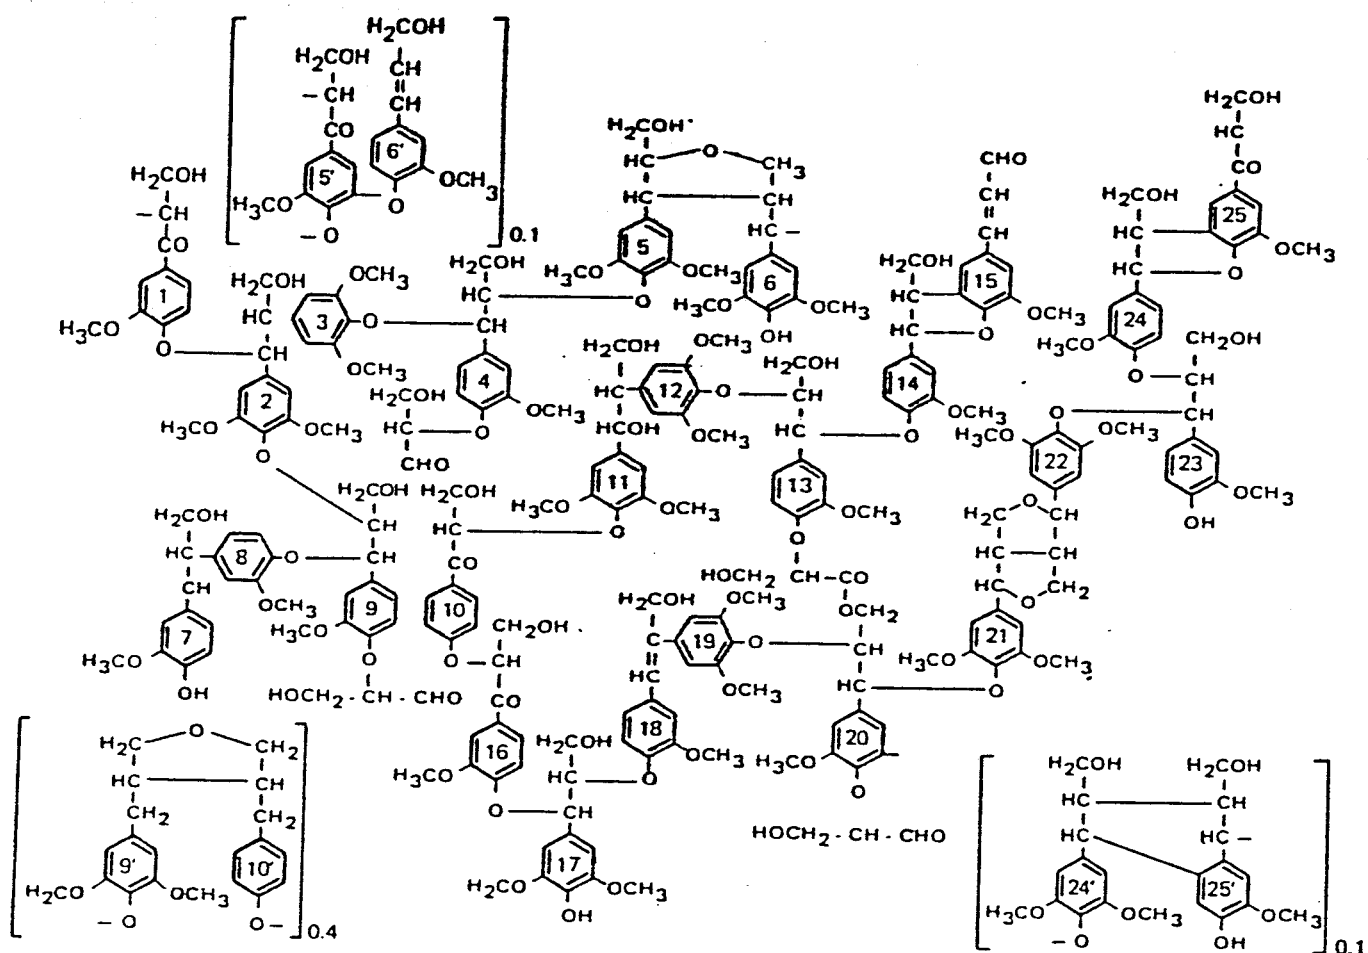 H₂COH
H₂COH CH
–CH CH
CO 6'
5' OCH₃
H₃CO O
–O 0.1
H₂COH
–CH
CO
1
H₃CO
O CH
H₂COH
CH
2
H₃CO OCH₃
O
OCH₃
3 O
OCH₃
H₂COH
HC O
CH
4
OCH₃
H₂COH
HC O
CHO
H₂COH
HC O CH₃
HC CH
5 HC–
H₃CO OCH₃ 6
O H₃CO OCH₃
OH
CHO
CH
CH
H₂COH 15
HC OCH₃
HC O
14
OCH₃
O
H₂COH
HC
CO
H₂COH 25
HC OCH₃
HC O
24
H₃CO
O CH
H₂COH OCH₃
HC 12 O
HCOH OCH₃
11
H₃CO OCH₃
O
H₂COH
CH
HC O
13
OCH₃
O
HOCH₂ CH–CO
OCH₂
CH₂OH
CH
O CH
H₃CO OCH₃
22 23
OCH₃
OH
H₂C O CH
HC CH
HC O CH₂
21
H₃CO OCH₃
O
H₂COH
HC 8 O
HC OCH₃
7
H₃CO
OH
H₂COH
CH
CH
9
H₃CO
O
HOCH₂-CH-CHO
H₂COH
HC O
CO
10
O CH
CH₂OH
CO
16
H₃CO
O CH
H₂COH
HC O
17
H₂CO OCH₃
OH
H₂COH OCH₃
C 19 O
HC OCH₃
18
OCH₃
O
CH
HC O
20
H₃CO
O
HOCH₂-CH-CHO
H₂C O CH₂
HC CH
CH₂ CH₂
9' 10'
H₂CO OCH₃
–O O– 0.4
H₂COH H₂COH
HC CH
HC HC–
24' 25'
H₃CO OCH₃ OCH₃
–O OH 0.1